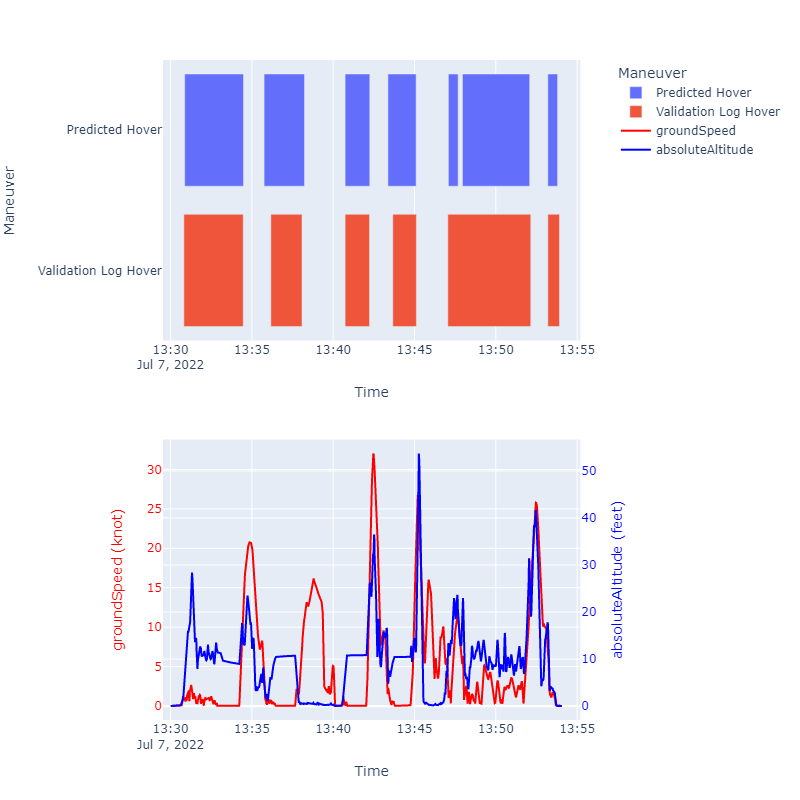 Maneuver
Predicted Hover
Validation Log Hover
groundSpeed
absoluteAltitude
Maneuver
Predicted Hover
Validation Log Hover
13:30 13:35 13:40 13:45 13:50 13:55
Jul 7, 2022
Time
groundSpeed (knot)
30
25
20
15
10
5
0
absoluteAltitude (feet)
50
40
30
20
10
0
13:30 13:35 13:40 13:45 13:50 13:55
Jul 7, 2022
Time